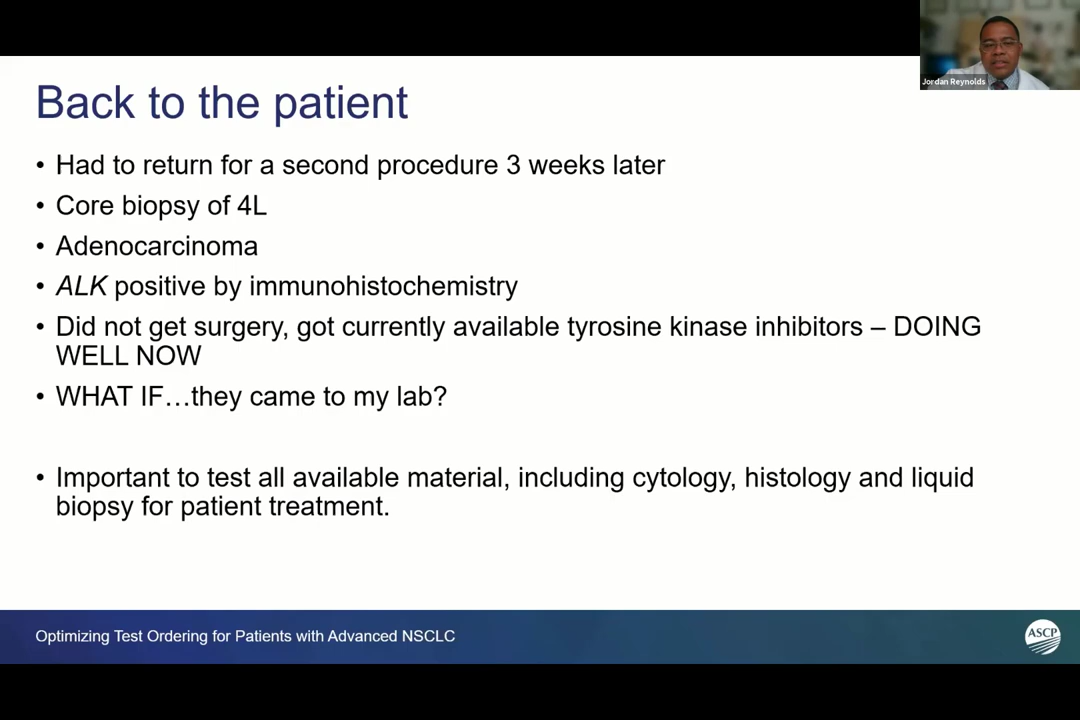 Jordan Reynolds
Back to the patient
• Had to return for a second procedure 3 weeks later
• Core biopsy of 4L
• Adenocarcinoma
• ALK positive by immunohistochemistry
• Did not get surgery, got currently available tyrosine kinase inhibitors – DOING
WELL NOW
• WHAT IF…they came to my lab?
• Important to test all available material, including cytology, histology and liquid
biopsy for patient treatment.
Optimizing Test Ordering for Patients with Advanced NSCLC
ASCP